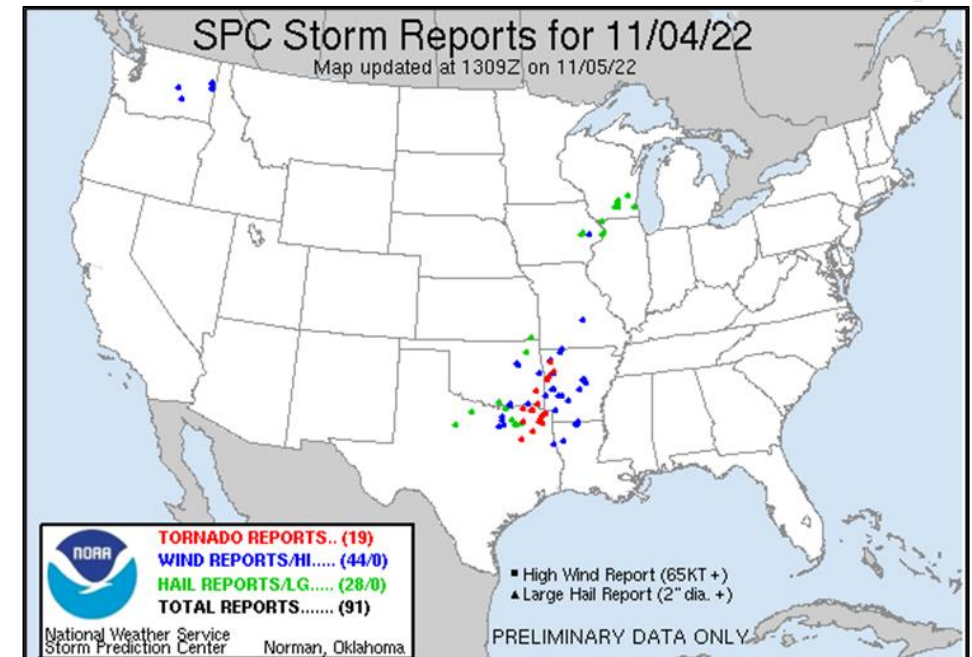 SPC Storm Reports for 11/04/22
Map updated at 1309Z on 11/05/22
NOAA
TORNADO REPORTS.. (19)
WIND REPORTS/HI..... (44/0)
HAIL REPORTS/LG..... (28/0)
TOTAL REPORTS....... (91)
National Weather Service
Storm Prediction Center Norman, Oklahoma
High Wind Report (65KT +)
Large Hail Report (2" dia. +)
PRELIMINARY DATA ONLY